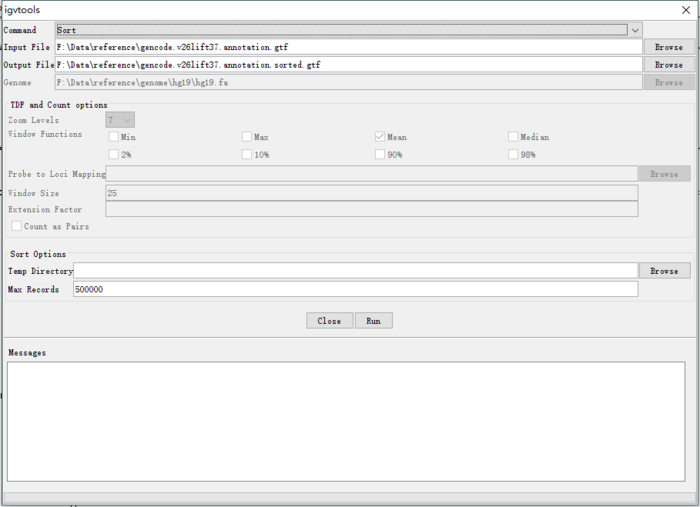 igvtools
Command Sort
Input File F:\Data\reference\gencode.v26lift37.annotation.gtf Browse
Output File F:\Data\reference\gencode.v26lift37.annotation.sorted.gtf Browse
Genome F:\Data\reference\genome\hg19\hg19.fa Browse
TDF and Count options
Zoom Levels 7
Window Functions Min Max Mean Median
2% 10% 90% 98%
Probe to Loci Mapping Browse
Window Size 25
Extension Factor
Count as Pairs
Sort Options
Temp Directory Browse
Max Records 500000
Close Run
Messages